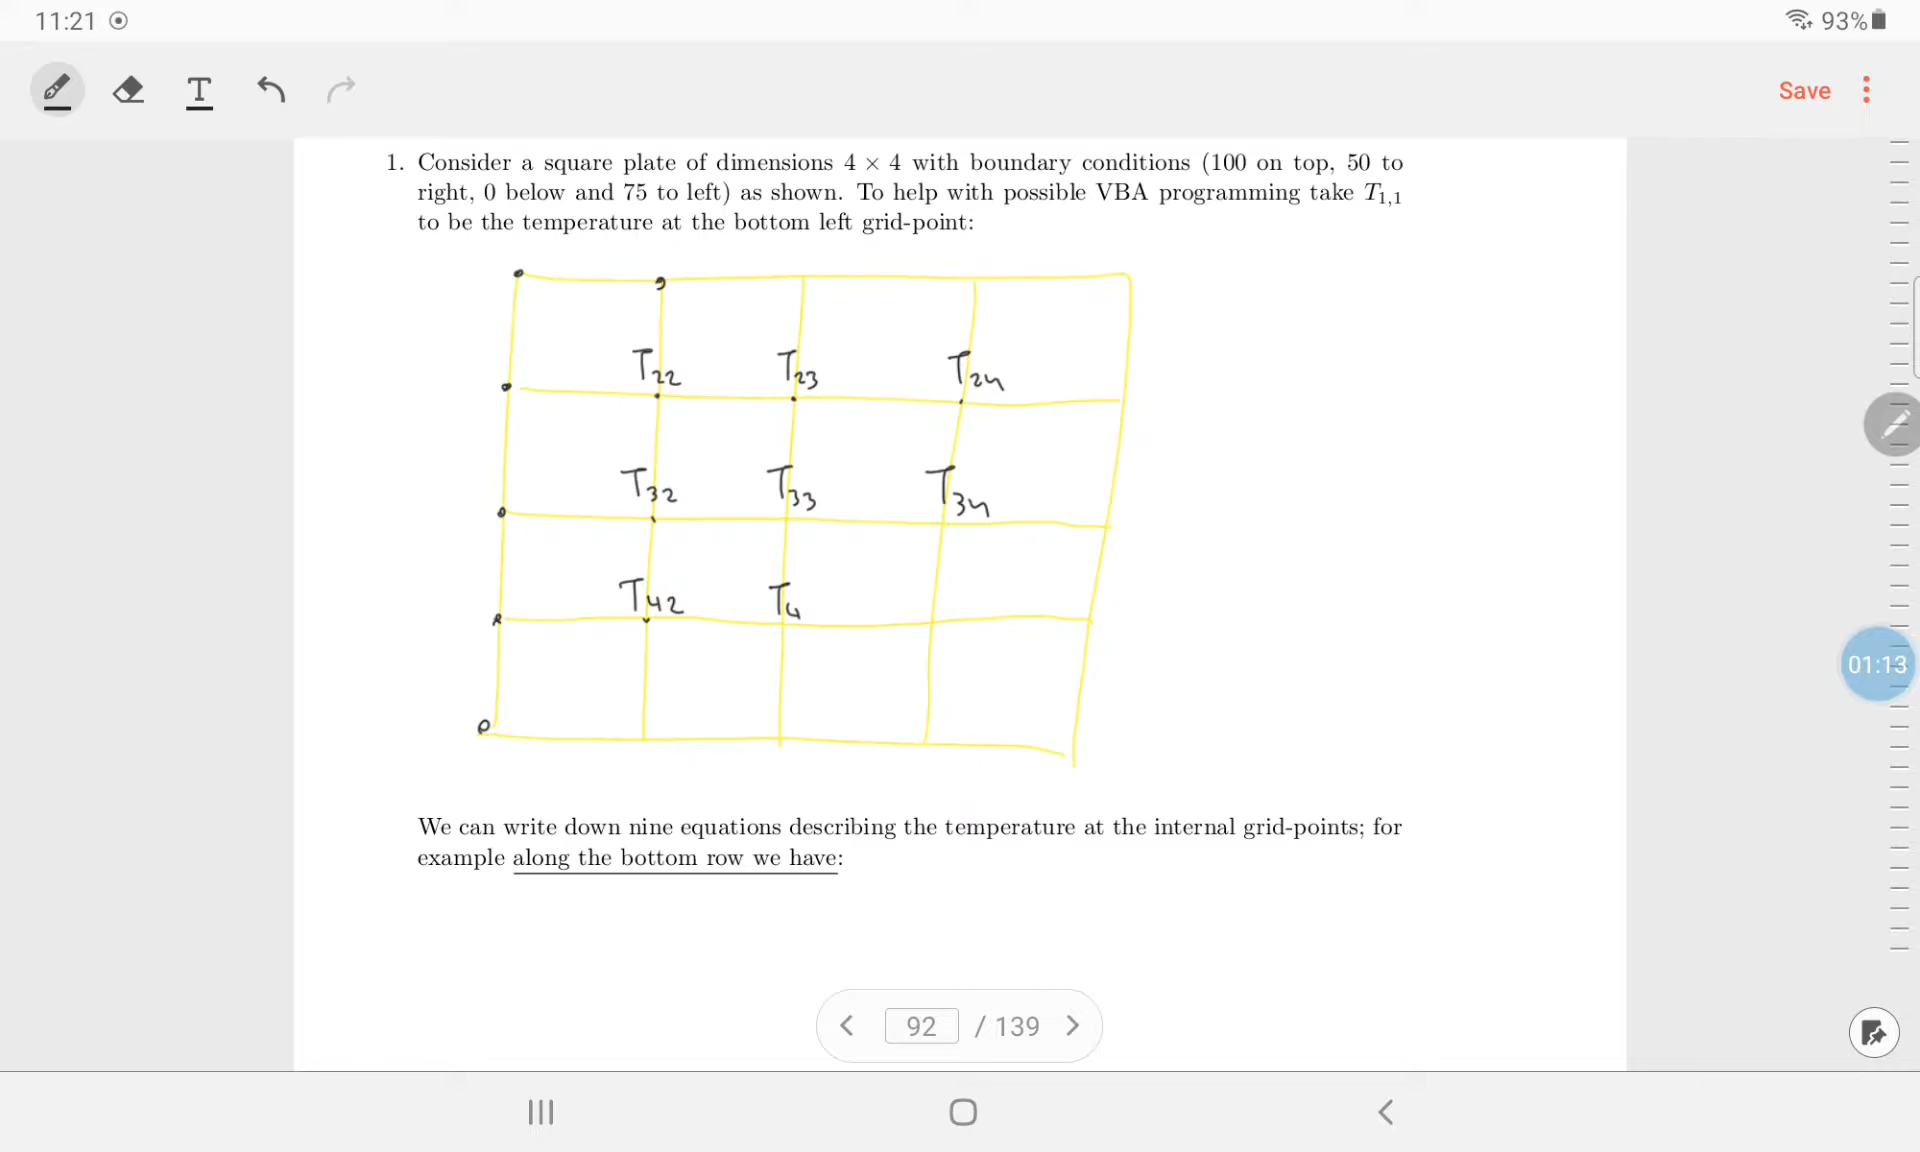 11:21
93%
T
Save
1. Consider a square plate of dimensions 4 × 4 with boundary conditions (100 on top, 50 to
right, 0 below and 75 to left) as shown. To help with possible VBA programming take T1,1
to be the temperature at the bottom left grid-point:
T22 T23 T24
T32 T33 T34
T42 T4
01:13
We can write down nine equations describing the temperature at the internal grid-points; for
example along the bottom row we have:
92 / 139